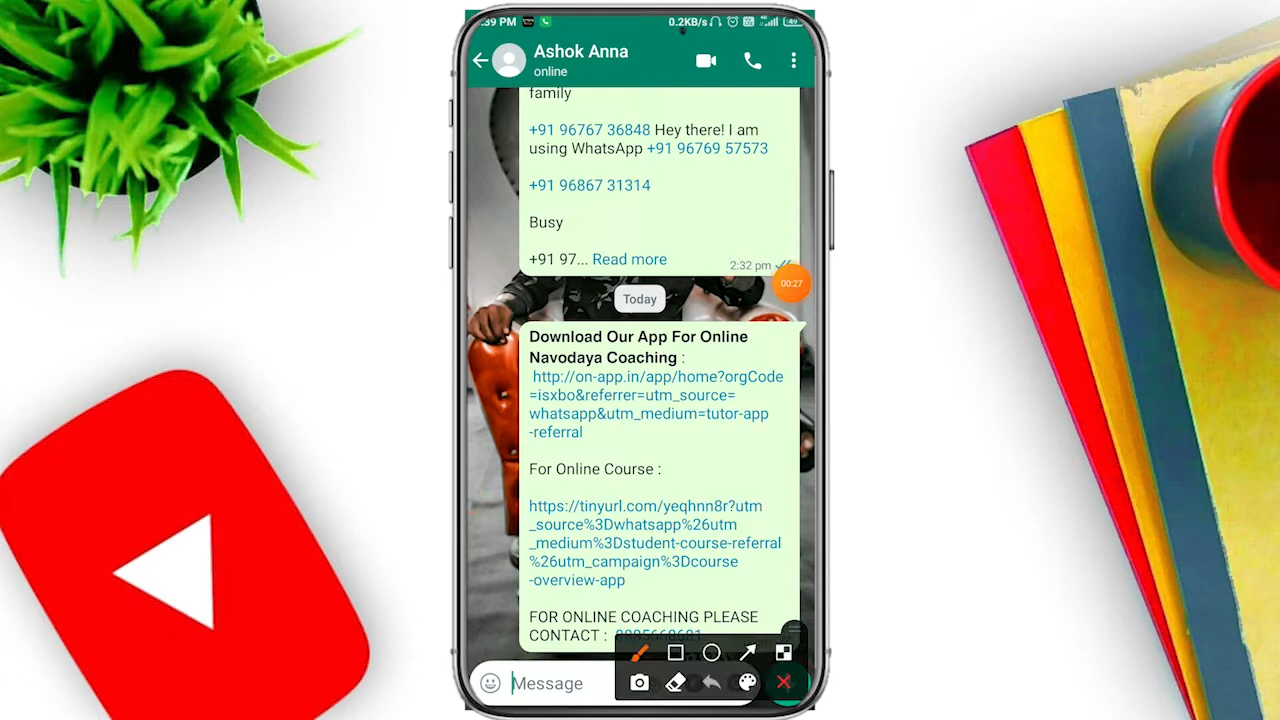 :39 PM
0.2KB/s
49
Ashok Anna
online
family
+91 96767 36848 Hey there! I am
using WhatsApp +91 96769 57573
+91 96867 31314
Busy
+91 97... Read more
2:32 pm
00:27
Today
Download Our App For Online
Navodaya Coaching :
http://on-app.in/app/home?orgCode
=isxbo&referrer=utm_source=
whatsapp&utm_medium=tutor-app
-referral
For Online Course :
https://tinyurl.com/yeqhnn8r?utm
_source%3Dwhatsapp%26utm
_medium%3Dstudent-course-referral
%26utm_campaign%3Dcourse
-overview-app
FOR ONLINE COACHING PLEASE
CONTACT :
Message